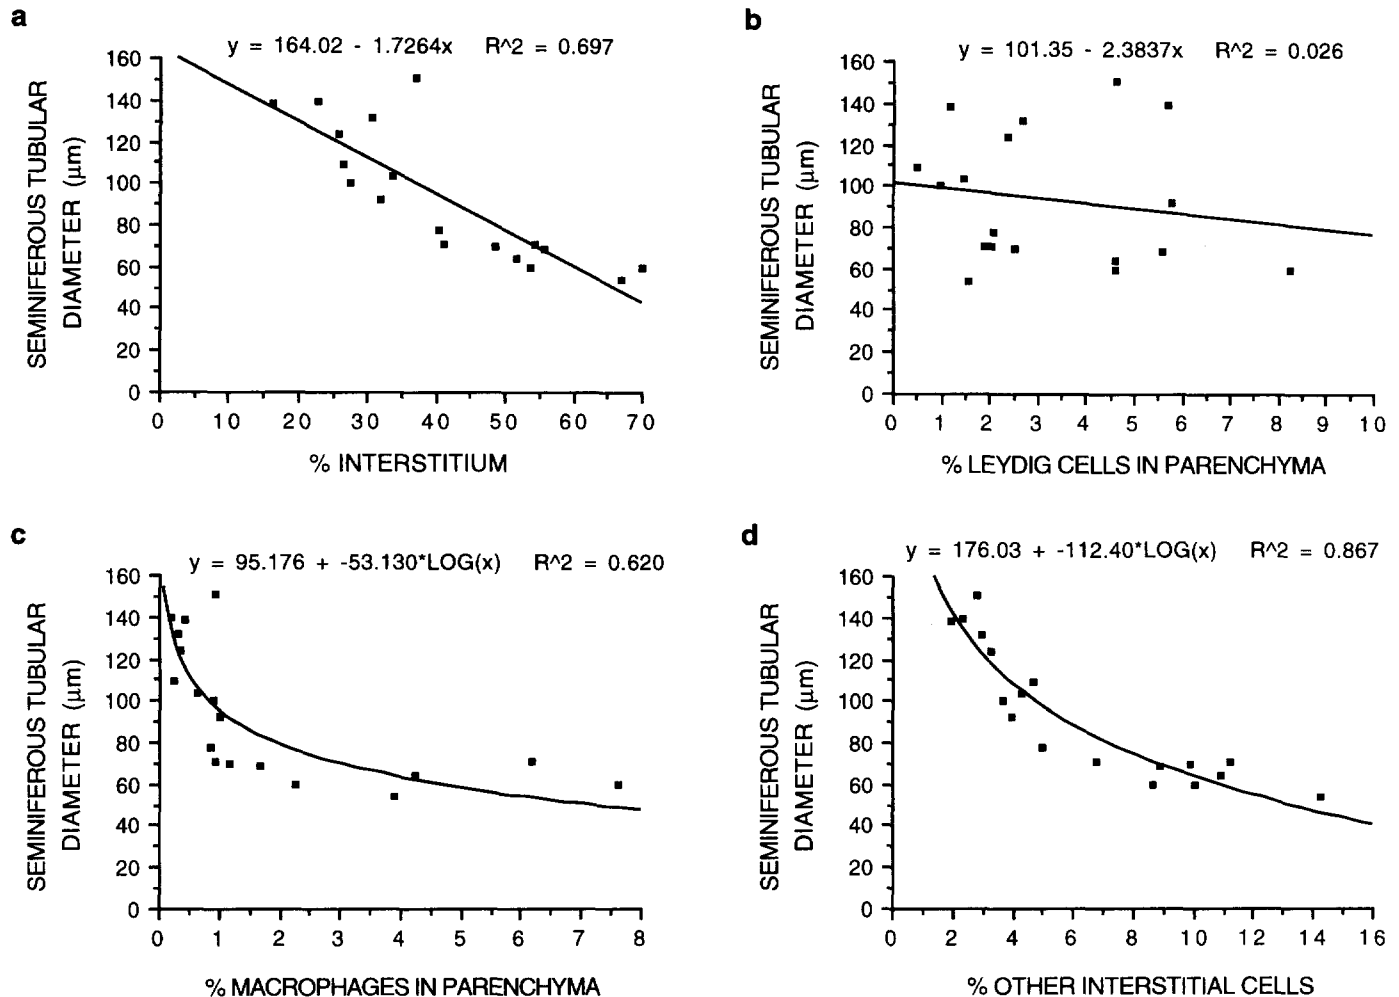 a
y = 164.02 - 1.7264x R^2 = 0.697
SEMINIFEROUS TUBULAR
DIAMETER (µm)
160
140
120
100
80
60
40
20
0
0 10 20 30 40 50 60 70
% INTERSTITIUM
b
y = 101.35 - 2.3837x R^2 = 0.026
SEMINIFEROUS TUBULAR
DIAMETER (µm)
160
140
120
100
80
60
40
20
0
0 1 2 3 4 5 6 7 8 9 10
% LEYDIG CELLS IN PARENCHYMA
c
y = 95.176 + -53.130*LOG(x) R^2 = 0.620
SEMINIFEROUS TUBULAR
DIAMETER (µm)
160
140
120
100
80
60
40
20
0
0 1 2 3 4 5 6 7 8
% MACROPHAGES IN PARENCHYMA
d
y = 176.03 + -112.40*LOG(x) R^2 = 0.867
SEMINIFEROUS TUBULAR
DIAMETER (µm)
160
140
120
100
80
60
40
20
0
0 2 4 6 8 10 12 14 16
% OTHER INTERSTITIAL CELLS